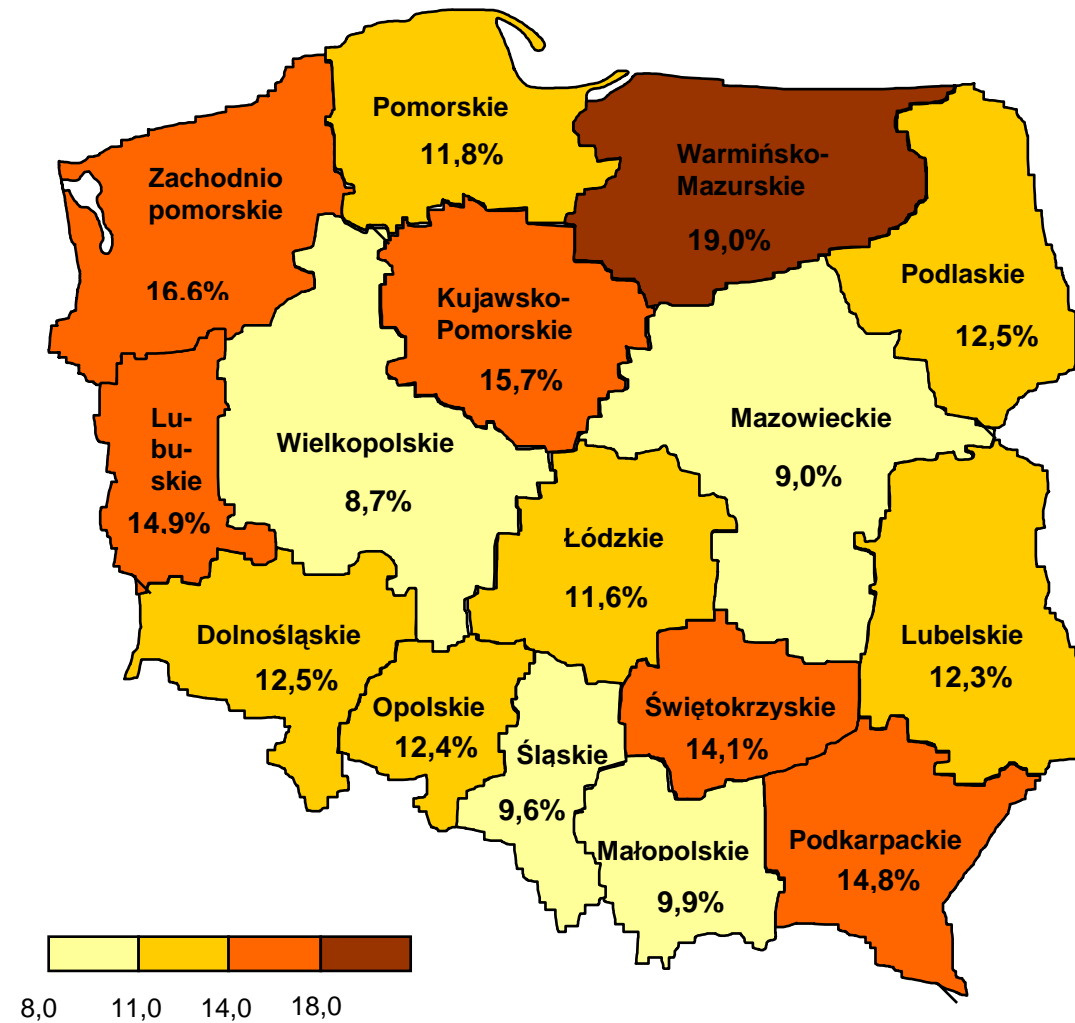 Pomorskie
11,8%
Warmińsko-
Mazurskie
19,0%
Zachodnio
pomorskie
16,6%
Podlaskie
12,5%
Kujawsko-
Pomorskie
15,7%
Mazowieckie
9,0%
Lu-
bu-
skie
14,9%
Wielkopolskie
8,7%
Łódzkie
11,6%
Dolnośląskie
12,5%
Lubelskie
12,3%
Opolskie
12,4%
Śląskie
9,6%
Świętokrzyskie
14,1%
Małopolskie
9,9%
Podkarpackie
14,8%
8,0 11,0 14,0 18,0